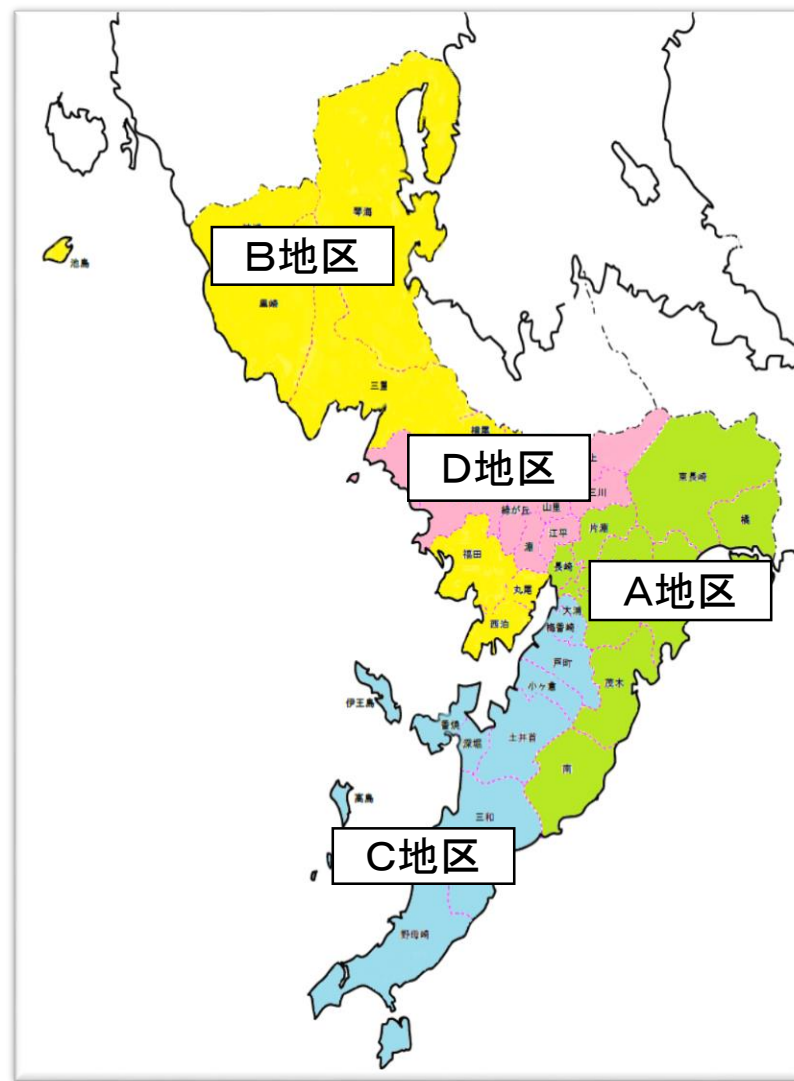 琴海
B地区
池島
黒崎
三重
D地区
上
東長崎
三川
山里
緑が丘
橘
片淵
江平
淵
福田
長崎
A地区
丸尾
大浦
西泊
梅香崎
戸町
茂木
小ヶ倉
伊王島
香焼
深堀
土井首
南
高島
三和
C地区
野母崎